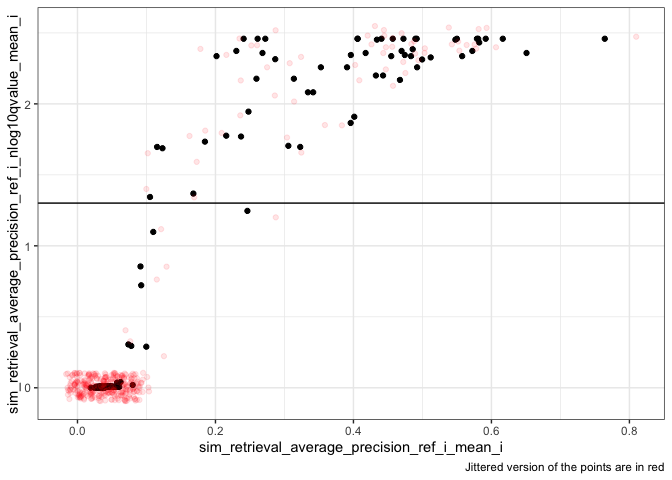 sim_retrieval_average_precision_ref_i_nlog10qvalue_mean_i
2
1
0
0.0
0.2
0.4
0.6
0.8
sim_retrieval_average_precision_ref_i_mean_i
Jittered version of the points are in red